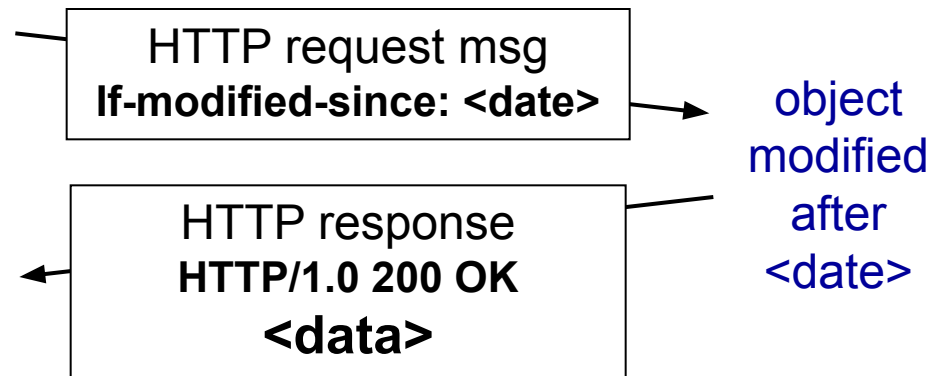 HTTP request msg
If-modified-since: <date>
object
modified
after
<date>
HTTP response
HTTP/1.0 200 OK
<data>